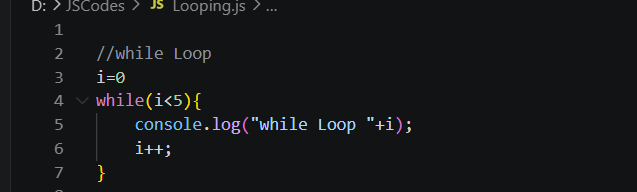 D: > JSCodes > JS Looping.js > ...
1
2 //while Loop
3 i=0
4 while(i<5){
5 console.log("while Loop "+i);
6 i++;
7 }